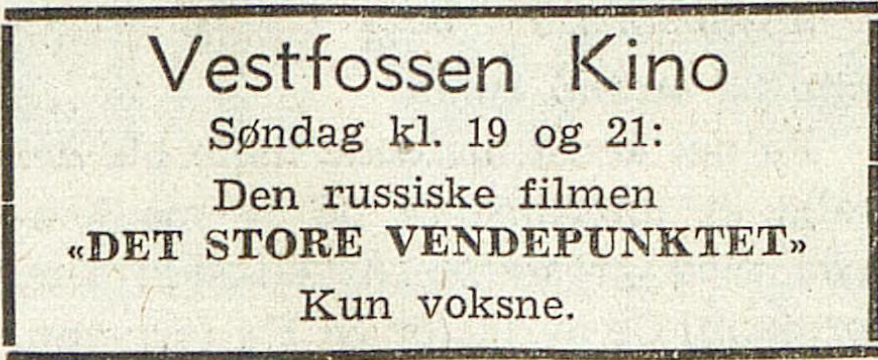 Vestfossen Kino
Søndag kl. 19 og 21:
Den russiske filmen
«DET STORE VENDEPUNKTET»
Kun voksne.